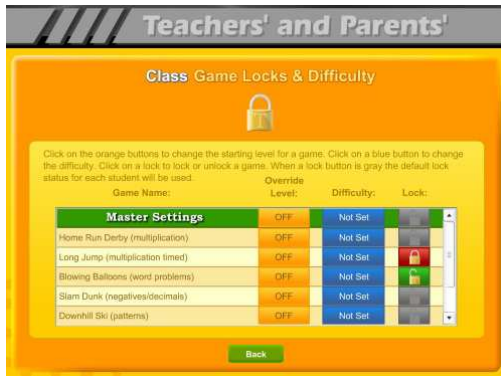 Teachers' and Parents'
Class Game Locks & Difficulty
T
Click on the orange buttons to change the starting level for a game. Click on a blue button to change
the difficulty. Click on a lock to lock or unlock a game. When a lock button is gray the default lock
status for each student will be used.
Override
Game Name: Level: Difficulty: Lock:
Master Settings OFF Not Set
Home Run Derby (multiplication) OFF Not Set
Long Jump (multiplication timed) OFF Not Set
Blowing Balloons (word problems) OFF Not Set
Slam Dunk (negatives/decimals) OFF Not Set
Downhill Ski (patterns) OFF Not Set
Back